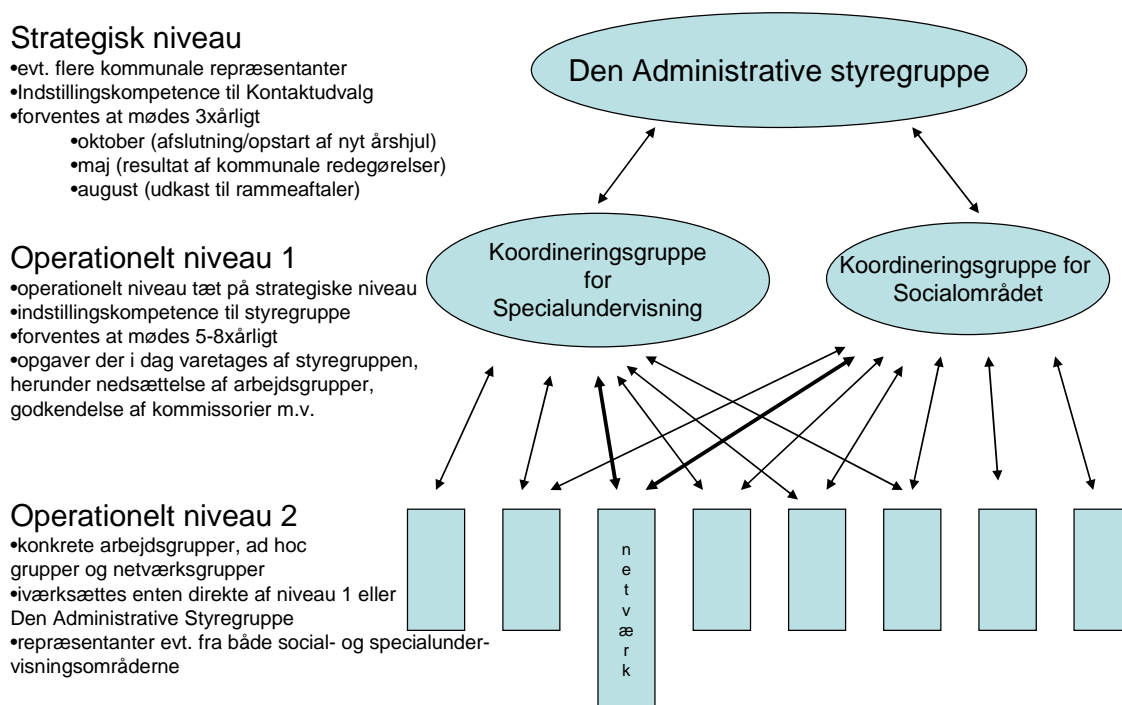 Strategisk niveau
•evt. flere kommunale repræsentanter
•Indstillingskompetence til Kontaktudvalg
•forventes at mødes 3xårligt
•oktober (afslutning/opstart af nyt årshjul)
•maj (resultat af kommunale redegørelser)
•august (udkast til rammeaftaler)
Den Administrative styregruppe
Operationelt niveau 1
•operationelt niveau tæt på strategiske niveau
•indstillingskompetence til styregruppe
•forventes at mødes 5-8xårligt
•opgaver der i dag varetages af styregruppen,
herunder nedsættelse af arbejdsgrupper,
godkendelse af kommissorier m.v.
Koordineringsgruppe
for
Specialundervisning
Koordineringsgruppe for
Socialområdet
Operationelt niveau 2
•konkrete arbejdsgrupper, ad hoc
grupper og netværksgrupper
•iværksættes enten direkte af niveau 1 eller
Den Administrative Styregruppe
•repræsentanter evt. fra både social- og specialunder-
visningsområderne
n
e
t
v
æ
r
k